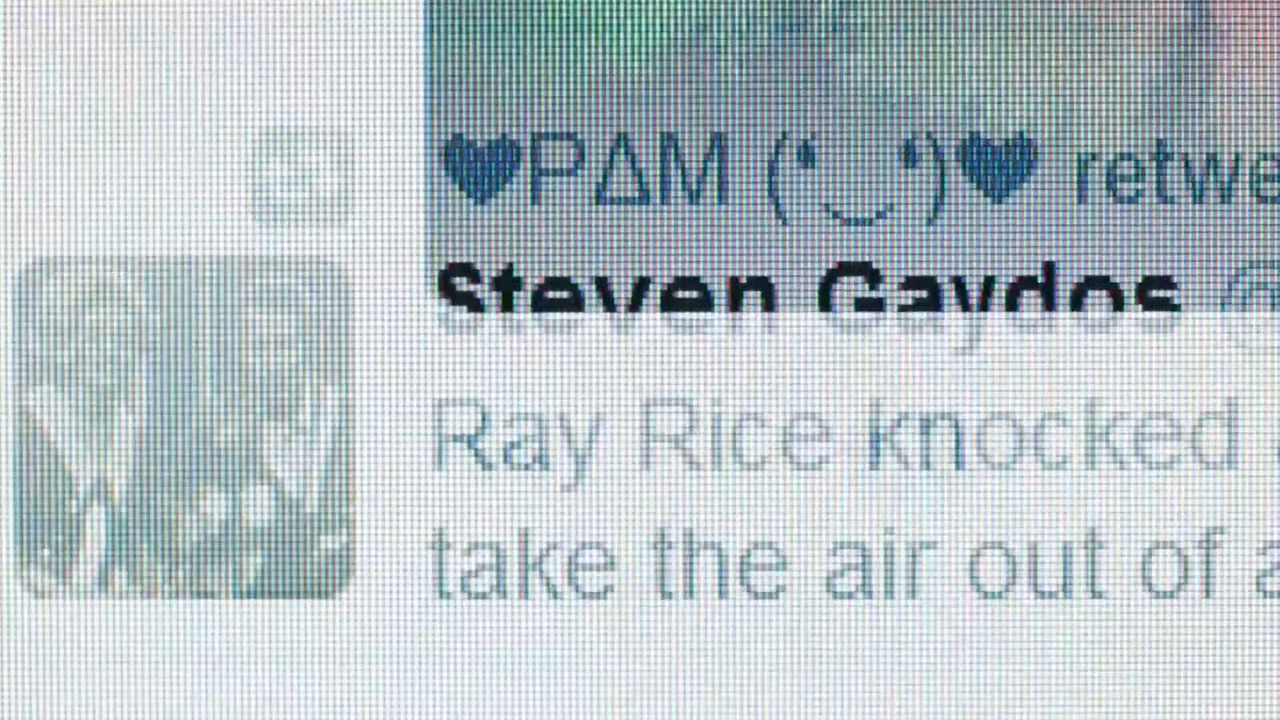 ♥PΔM (❛‿❛)♥ retwe
Steven Gaydos @
Ray Rice knocked
take the air out of a